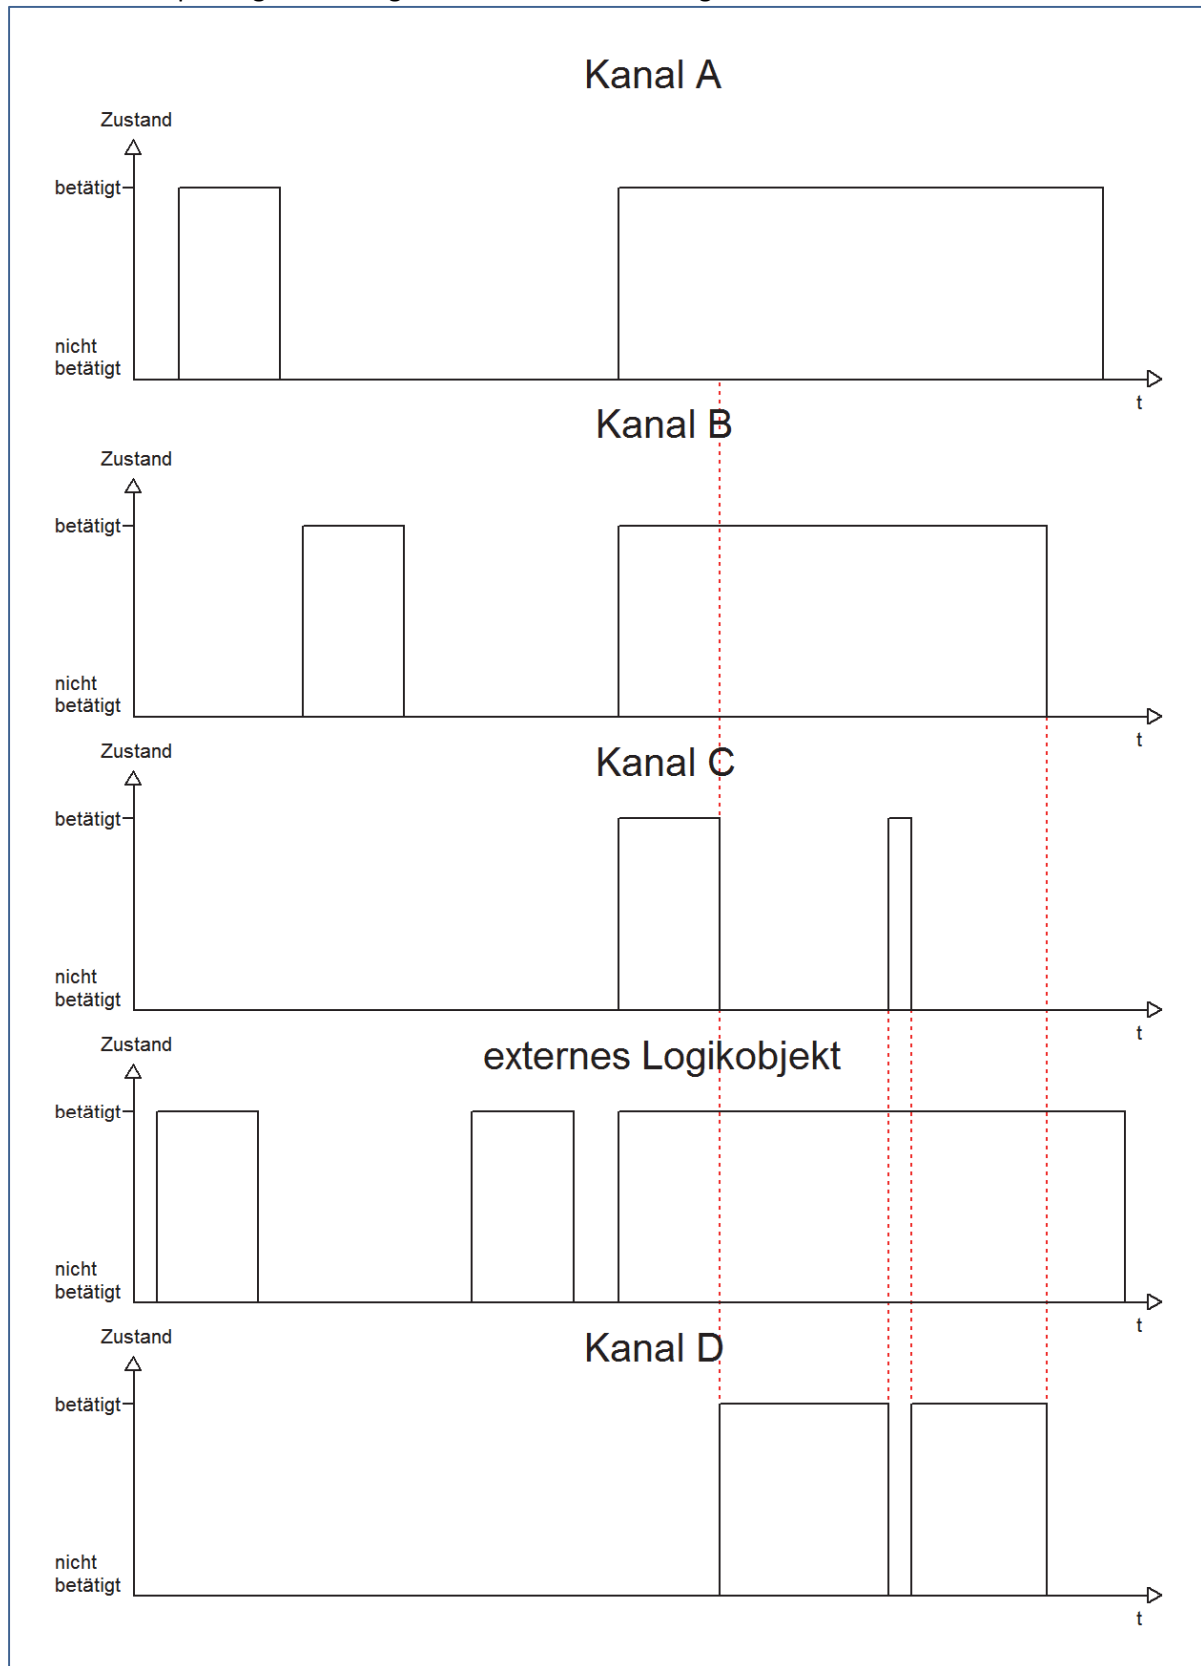 Kanal A
Zustand
betätigt
nicht
betätigt
t
Kanal B
Zustand
betätigt
nicht
betätigt
t
Kanal C
Zustand
betätigt
nicht
betätigt
t
externes Logikobjekt
Zustand
betätigt
nicht
betätigt
t
Kanal D
Zustand
betätigt
nicht
betätigt
t